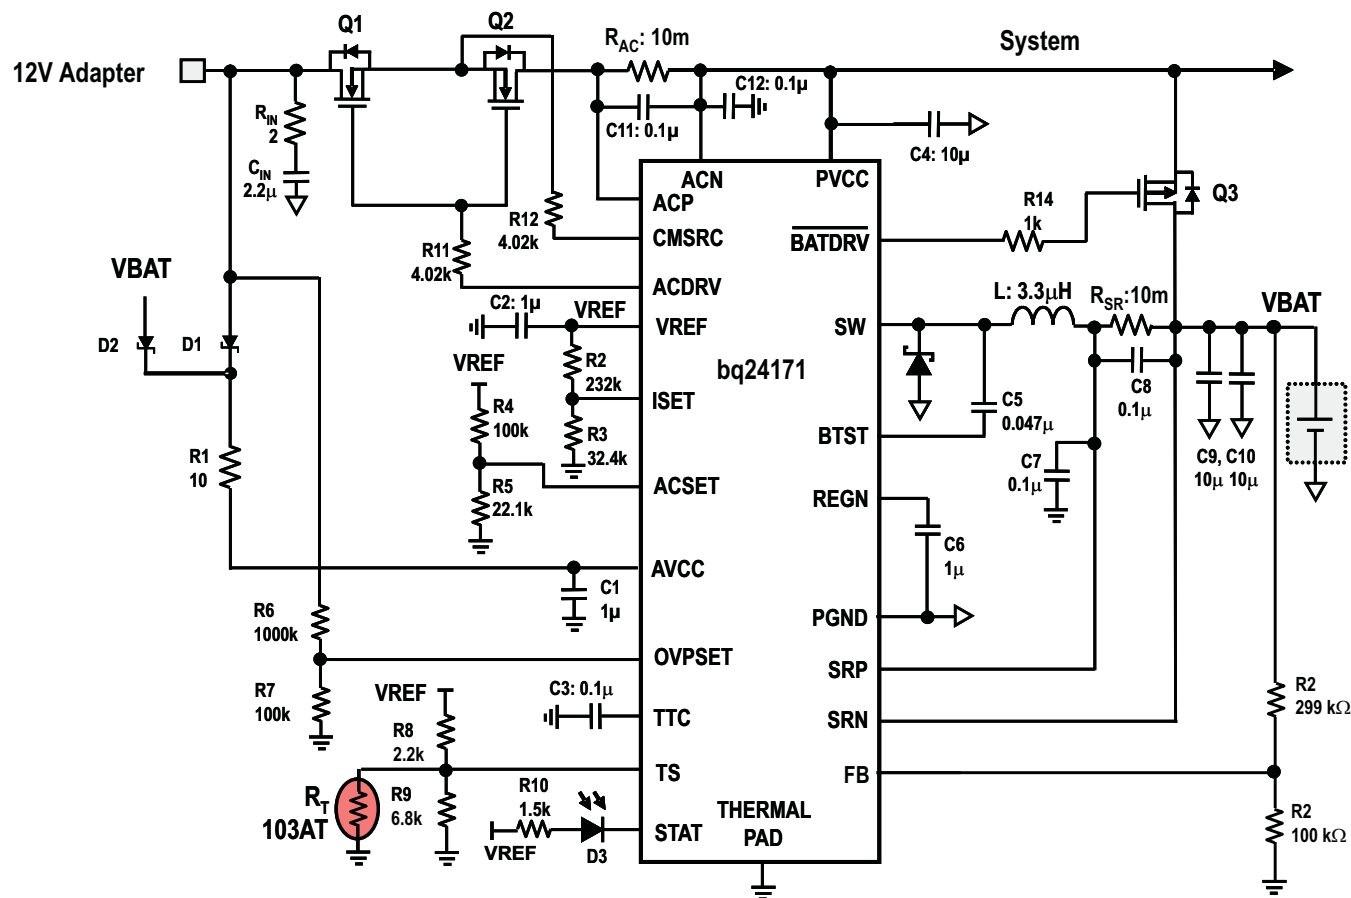 Q1
Q2
R_AC: 10m
System
12V Adapter
C12: 0.1µ
R_IN
2
C11: 0.1µ
C4: 10µ
C_IN
2.2µ
ACN
PVCC
ACP
R12
4.02k
CMSRC
BATDRV
R14
1k
Q3
R11
4.02k
ACDRV
VBAT
C2: 1µ
VREF
VREF
SW
L: 3.3µH
R_SR:10m
VBAT
D2
D1
VREF
R2
232k
bq24171
C8
0.1µ
ISET
R4
100k
R3
32.4k
BTST
C5
0.047µ
R1
10
C7
0.1µ
C9, C10
10µ 10µ
R5
22.1k
ACSET
REGN
C6
1µ
AVCC
C1
1µ
R6
1000k
PGND
OVPSET
SRP
R7
100k
VREF
C3: 0.1µ
TTC
SRN
R2
299 kΩ
R8
2.2k
TS
FB
R_T
103AT
R9
6.8k
R10
1.5k
THERMAL
PAD
STAT
VREF
D3
R2
100 kΩ